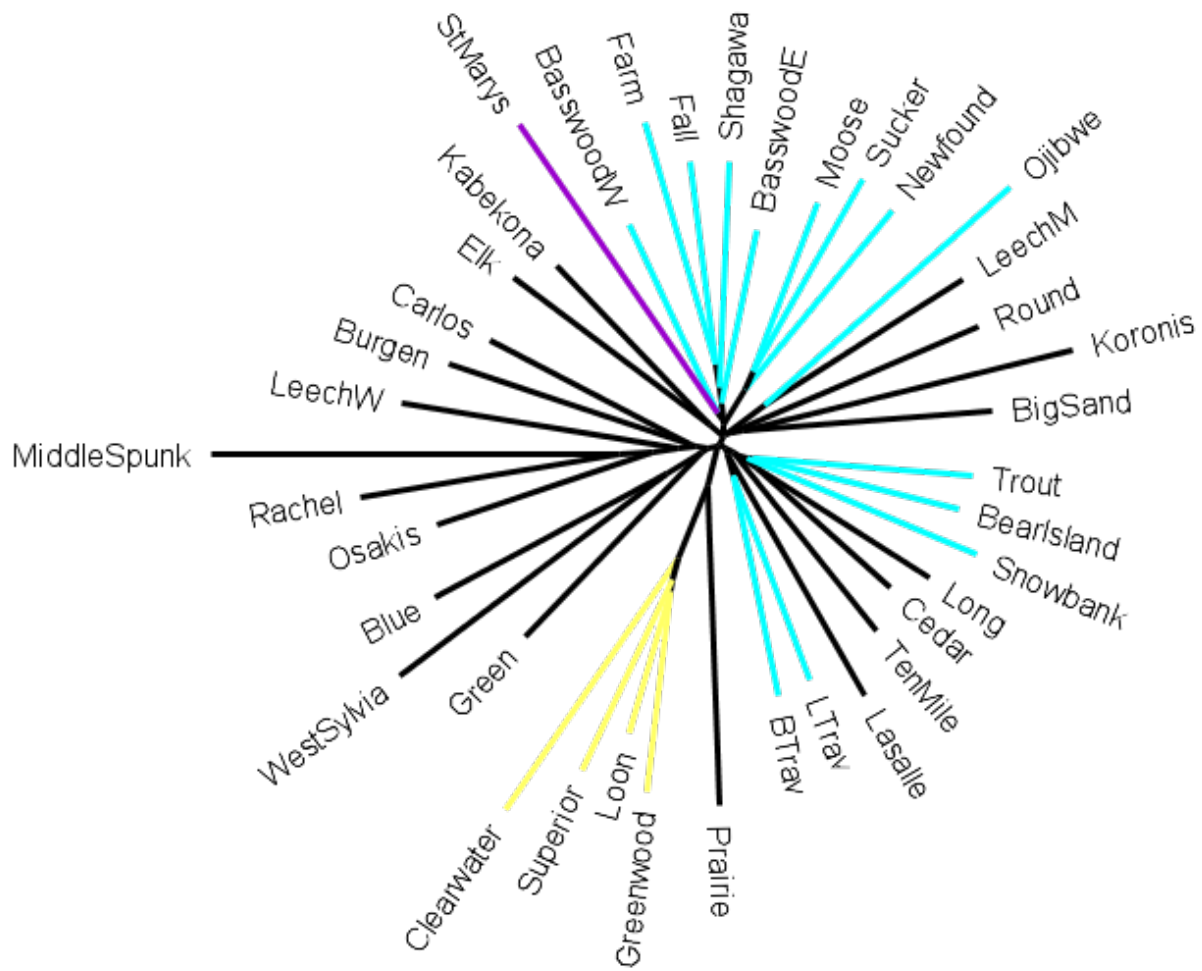 StMarys
BasswoodW
Farm
Fall
Shagawa
BasswoodE
Moose
Sucker
Newfound
Ojibwe
LeechM
Round
Koronis
BigSand
Trout
BearIsland
Snowbank
Long
Cedar
TenMile
Lasalle
LTrav
BTrav
Prairie
Greenwood
Loon
Superior
Clearwater
Green
WestSylvia
Blue
Osakis
Rachel
MiddleSpunk
LeechW
Burgen
Carlos
Elk
Kabekona